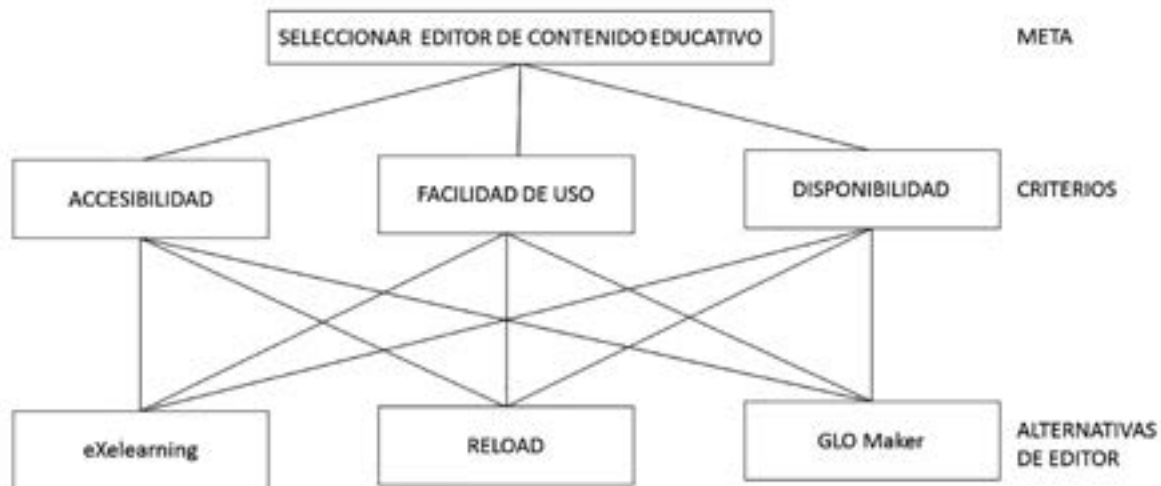 SELECCIONAR EDITOR DE CONTENIDO EDUCATIVO
META
ACCESIBILIDAD
FACILIDAD DE USO
DISPONIBILIDAD
CRITERIOS
eXelearning
RELOAD
GLO Maker
ALTERNATIVAS
DE EDITOR